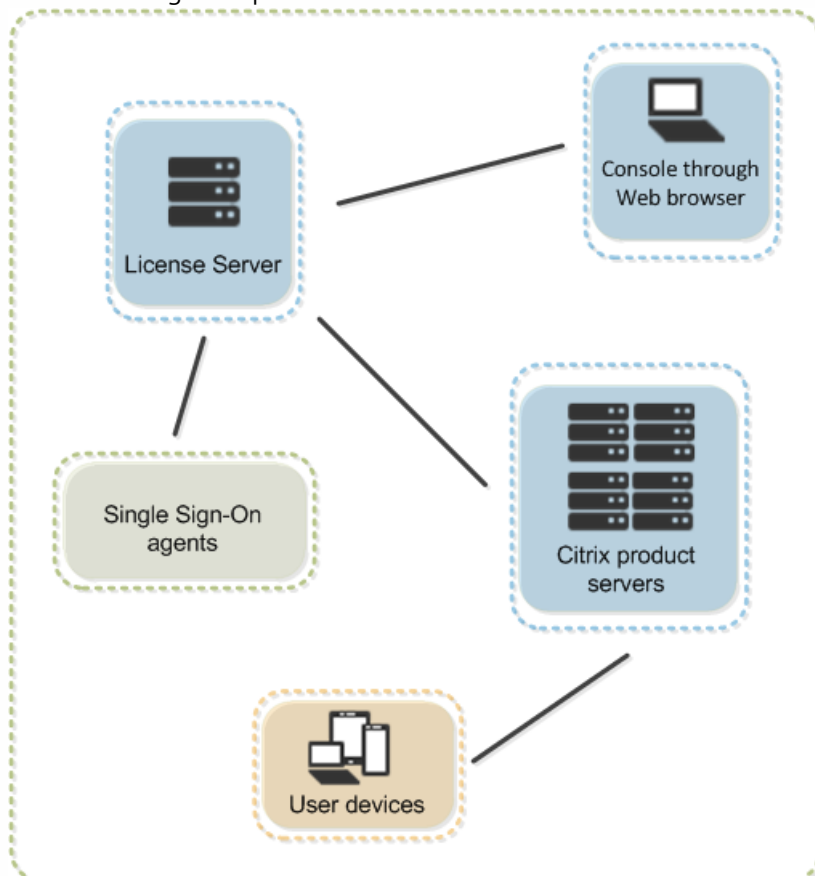 Console through
Web browser
License Server
Single Sign-On
agents
Citrix product
servers
User devices